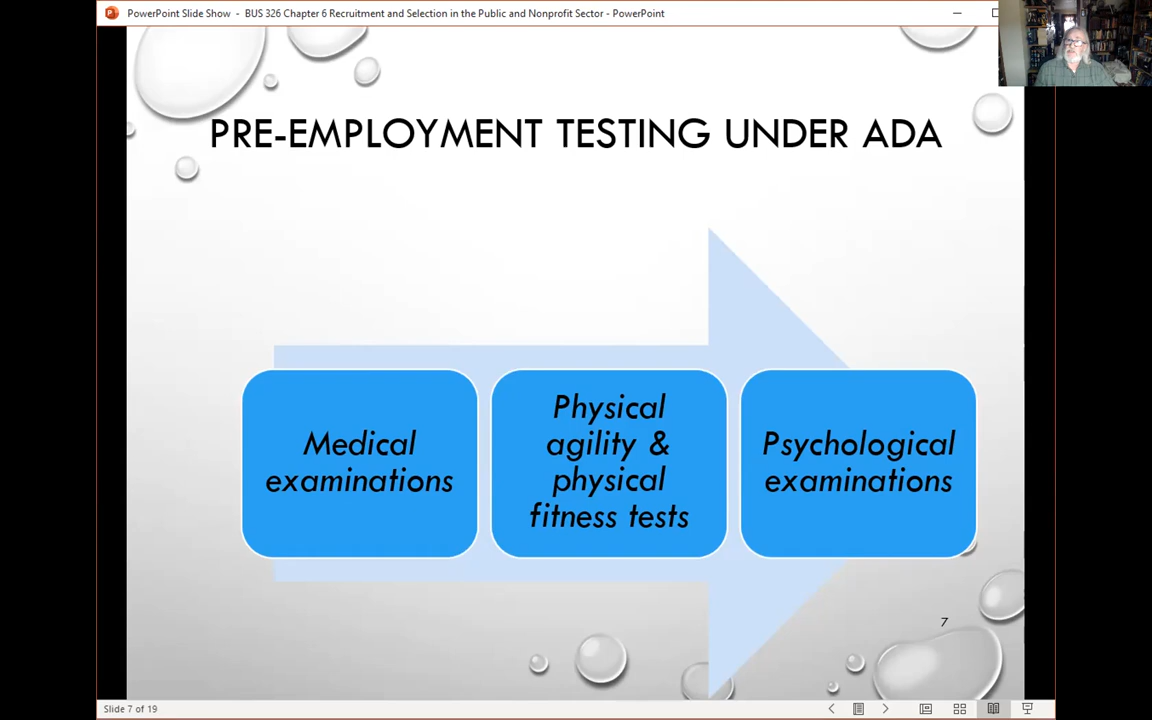 PowerPoint Slide Show - BUS 326 Chapter 6 Recruitment and Selection in the Public and Nonprofit Sector - PowerPoint
PRE-EMPLOYMENT TESTING UNDER ADA
Medical
examinations
Physical
agility &
physical
fitness tests
Psychological
examinations
7
Slide 7 of 19